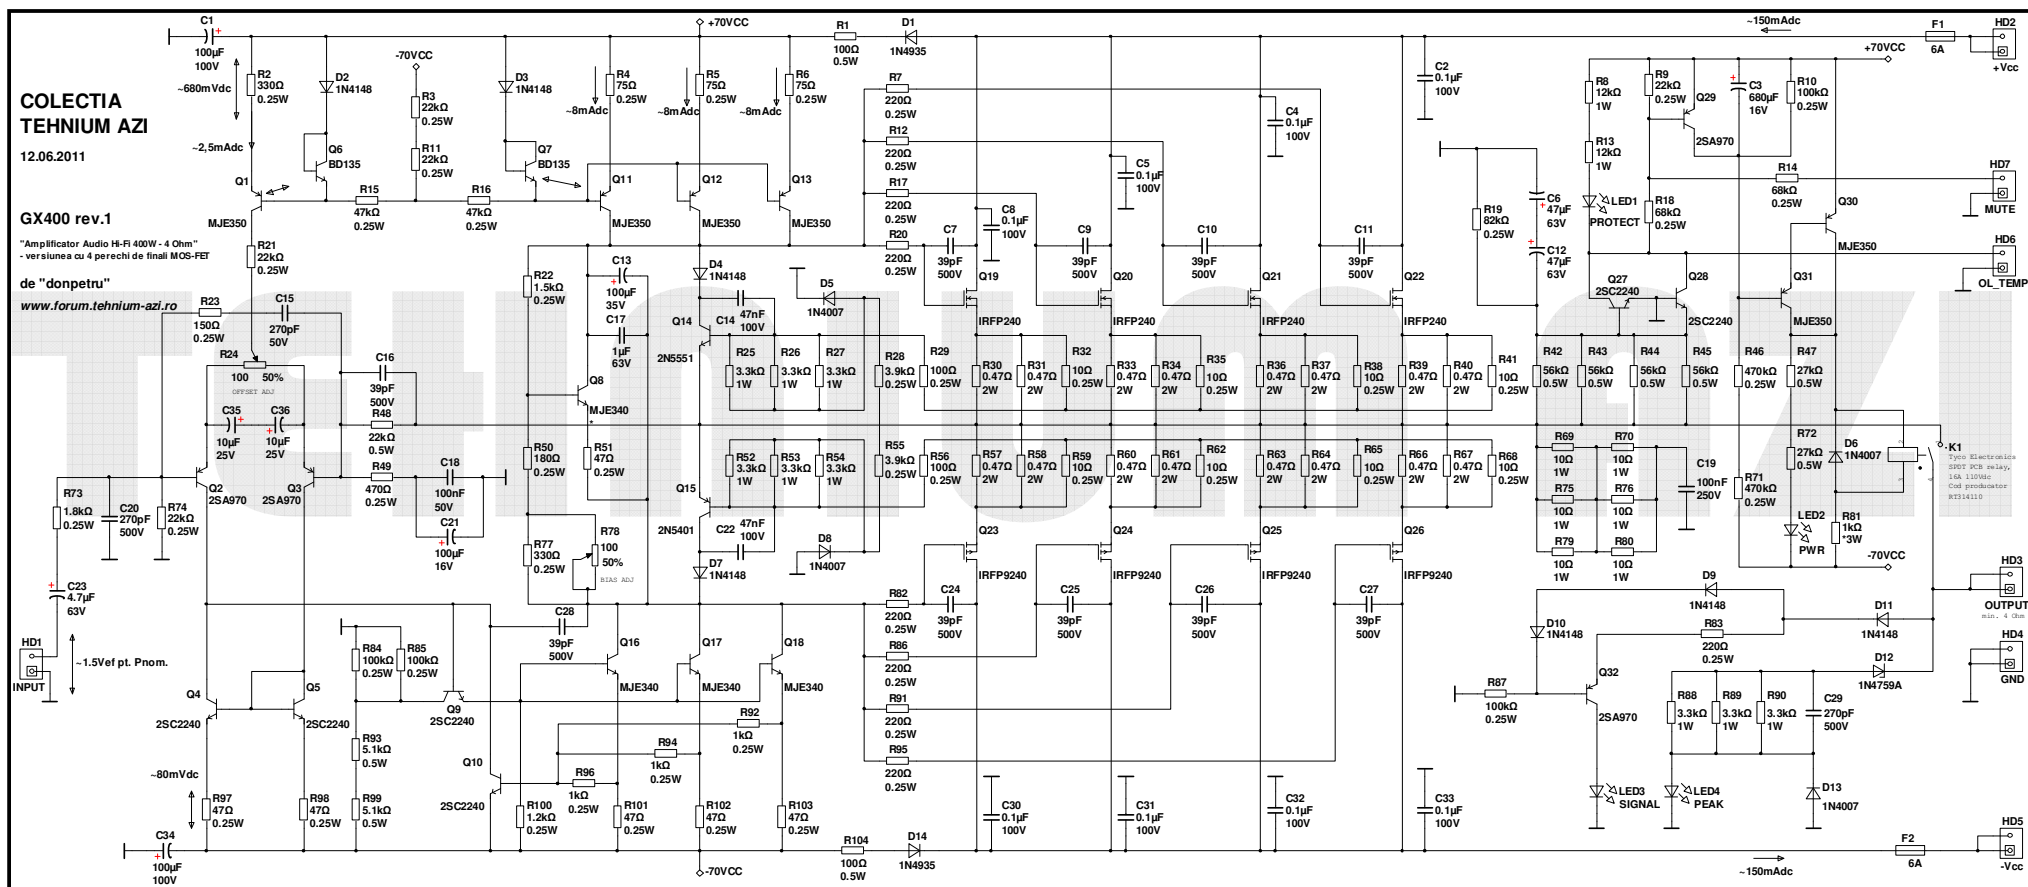 COLECTIA
TEHNIUM AZI
12.06.2011
GX400 rev.1
"Amplificator Audio Hi-Fi 400W - 4 Ohm"
- versiunea cu 4 perechi de finali MOS-FET
de "donpetru"
www.forum.tehnium-azi.ro
TEHNIUM AZI
C1
100µF
100V
R2
330Ω
0.25W
~680mVdc
~2,5mAdc
D2
1N4148
Q6
BD135
Q1
MJE350
R21
22kΩ
0.25W
R15
47kΩ
0.25W
-70VCC
R3
22kΩ
0.25W
R11
22kΩ
0.25W
R16
47kΩ
0.25W
D3
1N4148
Q7
BD135
R4
75Ω
0.25W
~8mAdc
R5
75Ω
0.25W
~8mAdc
R6
75Ω
0.25W
~8mAdc
+70VCC
Q11
MJE350
Q12
MJE350
Q13
MJE350
R1
100Ω
0.5W
D1
1N4935
R7
220Ω
0.25W
R12
220Ω
0.25W
R17
220Ω
0.25W
R20
220Ω
0.25W
C7
39pF
500V
C8
0.1µF
100V
C9
39pF
500V
C5
0.1µF
100V
C10
39pF
500V
C4
0.1µF
100V
C11
39pF
500V
C2
0.1µF
100V
Q19
IRFP240
Q20
IRFP240
Q21
IRFP240
Q22
IRFP240
~150mAdc
F1
6A
HD2
+Vcc
+70VCC
R8
12kΩ
1W
R13
12kΩ
1W
LED1
PROTECT
R9
22kΩ
0.25W
R18
68kΩ
0.25W
Q29
2SA970
C3
680µF
16V
R10
100kΩ
0.25W
R14
68kΩ
0.25W
HD7
MUTE
Q30
MJE350
HD6
OL_TEMP
R19
82kΩ
0.25W
C6
47µF
63V
C12
47µF
63V
Q27
2SC2240
Q28
2SC2240
Q31
MJE350
R23
150Ω
0.25W
C15
270pF
50V
R24
100
50%
OFFSET ADJ
C16
39pF
500V
C35
10µF
25V
C36
10µF
25V
R48
22kΩ
0.5W
R49
470Ω
0.25W
C18
100nF
50V
C21
100µF
16V
Q2
2SA970
Q3
2SA970
R73
1.8kΩ
0.25W
C20
270pF
500V
R74
22kΩ
0.25W
C23
4.7µF
63V
HD1
INPUT
~1.5Vef pt. Pnom.
R22
1.5kΩ
0.25W
C13
100µF
35V
C17
1µF
63V
Q8
MJE340
*
R50
180Ω
0.25W
R51
47Ω
0.25W
R77
330Ω
0.25W
R78
100
50%
BIAS ADJ
D4
1N4148
Q14
2N5551
C14
47nF
100V
D5
1N4007
R25
3.3kΩ
1W
R26
3.3kΩ
1W
R27
3.3kΩ
1W
R28
3.9kΩ
0.25W
R29
100Ω
0.25W
R30
0.47Ω
2W
R31
0.47Ω
2W
R32
10Ω
0.25W
R33
0.47Ω
2W
R34
0.47Ω
2W
R35
10Ω
0.25W
R36
0.47Ω
2W
R37
0.47Ω
2W
R38
10Ω
0.25W
R39
0.47Ω
2W
R40
0.47Ω
2W
R41
10Ω
0.25W
R42
56kΩ
0.5W
R43
56kΩ
0.5W
R44
56kΩ
0.5W
R45
56kΩ
0.5W
R46
470kΩ
0.25W
R47
27kΩ
0.5W
R52
3.3kΩ
1W
R53
3.3kΩ
1W
R54
3.3kΩ
1W
R55
3.9kΩ
0.25W
R56
100Ω
0.25W
R57
0.47Ω
2W
R58
0.47Ω
2W
R59
10Ω
0.25W
R60
0.47Ω
2W
R61
0.47Ω
2W
R62
10Ω
0.25W
R63
0.47Ω
2W
R64
0.47Ω
2W
R65
10Ω
0.25W
R66
0.47Ω
2W
R67
0.47Ω
2W
R68
10Ω
0.25W
Q15
2N5401
C22
47nF
100V
D7
1N4148
D8
1N4007
R69
10Ω
1W
R70
10Ω
1W
R75
10Ω
1W
R76
10Ω
1W
R79
10Ω
1W
R80
10Ω
1W
C19
100nF
250V
R71
470kΩ
0.25W
R72
27kΩ
0.5W
D6
1N4007
K1
Tyco Electronics
SPDT PCB relay,
16A 110Vdc
Cod producator
RT314110
LED2
PWR
R81
1kΩ
*3W
-70VCC
Q23
IRFP9240
Q24
IRFP9240
Q25
IRFP9240
Q26
IRFP9240
R82
220Ω
0.25W
R86
220Ω
0.25W
R91
220Ω
0.25W
R95
220Ω
0.25W
C24
39pF
500V
C25
39pF
500V
C26
39pF
500V
C27
39pF
500V
C28
39pF
500V
Q16
MJE340
Q17
MJE340
Q18
MJE340
R84
100kΩ
0.25W
R85
100kΩ
0.25W
Q9
2SC2240
Q4
2SC2240
Q5
2SC2240
R93
5.1kΩ
0.5W
R99
5.1kΩ
0.5W
Q10
2SC2240
R92
1kΩ
0.25W
R94
1kΩ
0.25W
R96
1kΩ
0.25W
~80mVdc
R97
47Ω
0.25W
R98
47Ω
0.25W
R100
1.2kΩ
0.25W
R101
47Ω
0.25W
R102
47Ω
0.25W
R103
47Ω
0.25W
C34
100µF
100V
-70VCC
R104
100Ω
0.5W
D14
1N4935
C30
0.1µF
100V
C31
0.1µF
100V
C32
0.1µF
100V
C33
0.1µF
100V
D9
1N4148
D10
1N4148
R83
220Ω
0.25W
D11
1N4148
D12
1N4759A
R87
100kΩ
0.25W
Q32
2SA970
R88
3.3kΩ
1W
R89
3.3kΩ
1W
R90
3.3kΩ
1W
C29
270pF
500V
LED3
SIGNAL
LED4
PEAK
D13
1N4007
HD3
OUTPUT
min. 4 Ohm
HD4
GND
HD5
-Vcc
F2
6A
~150mAdc